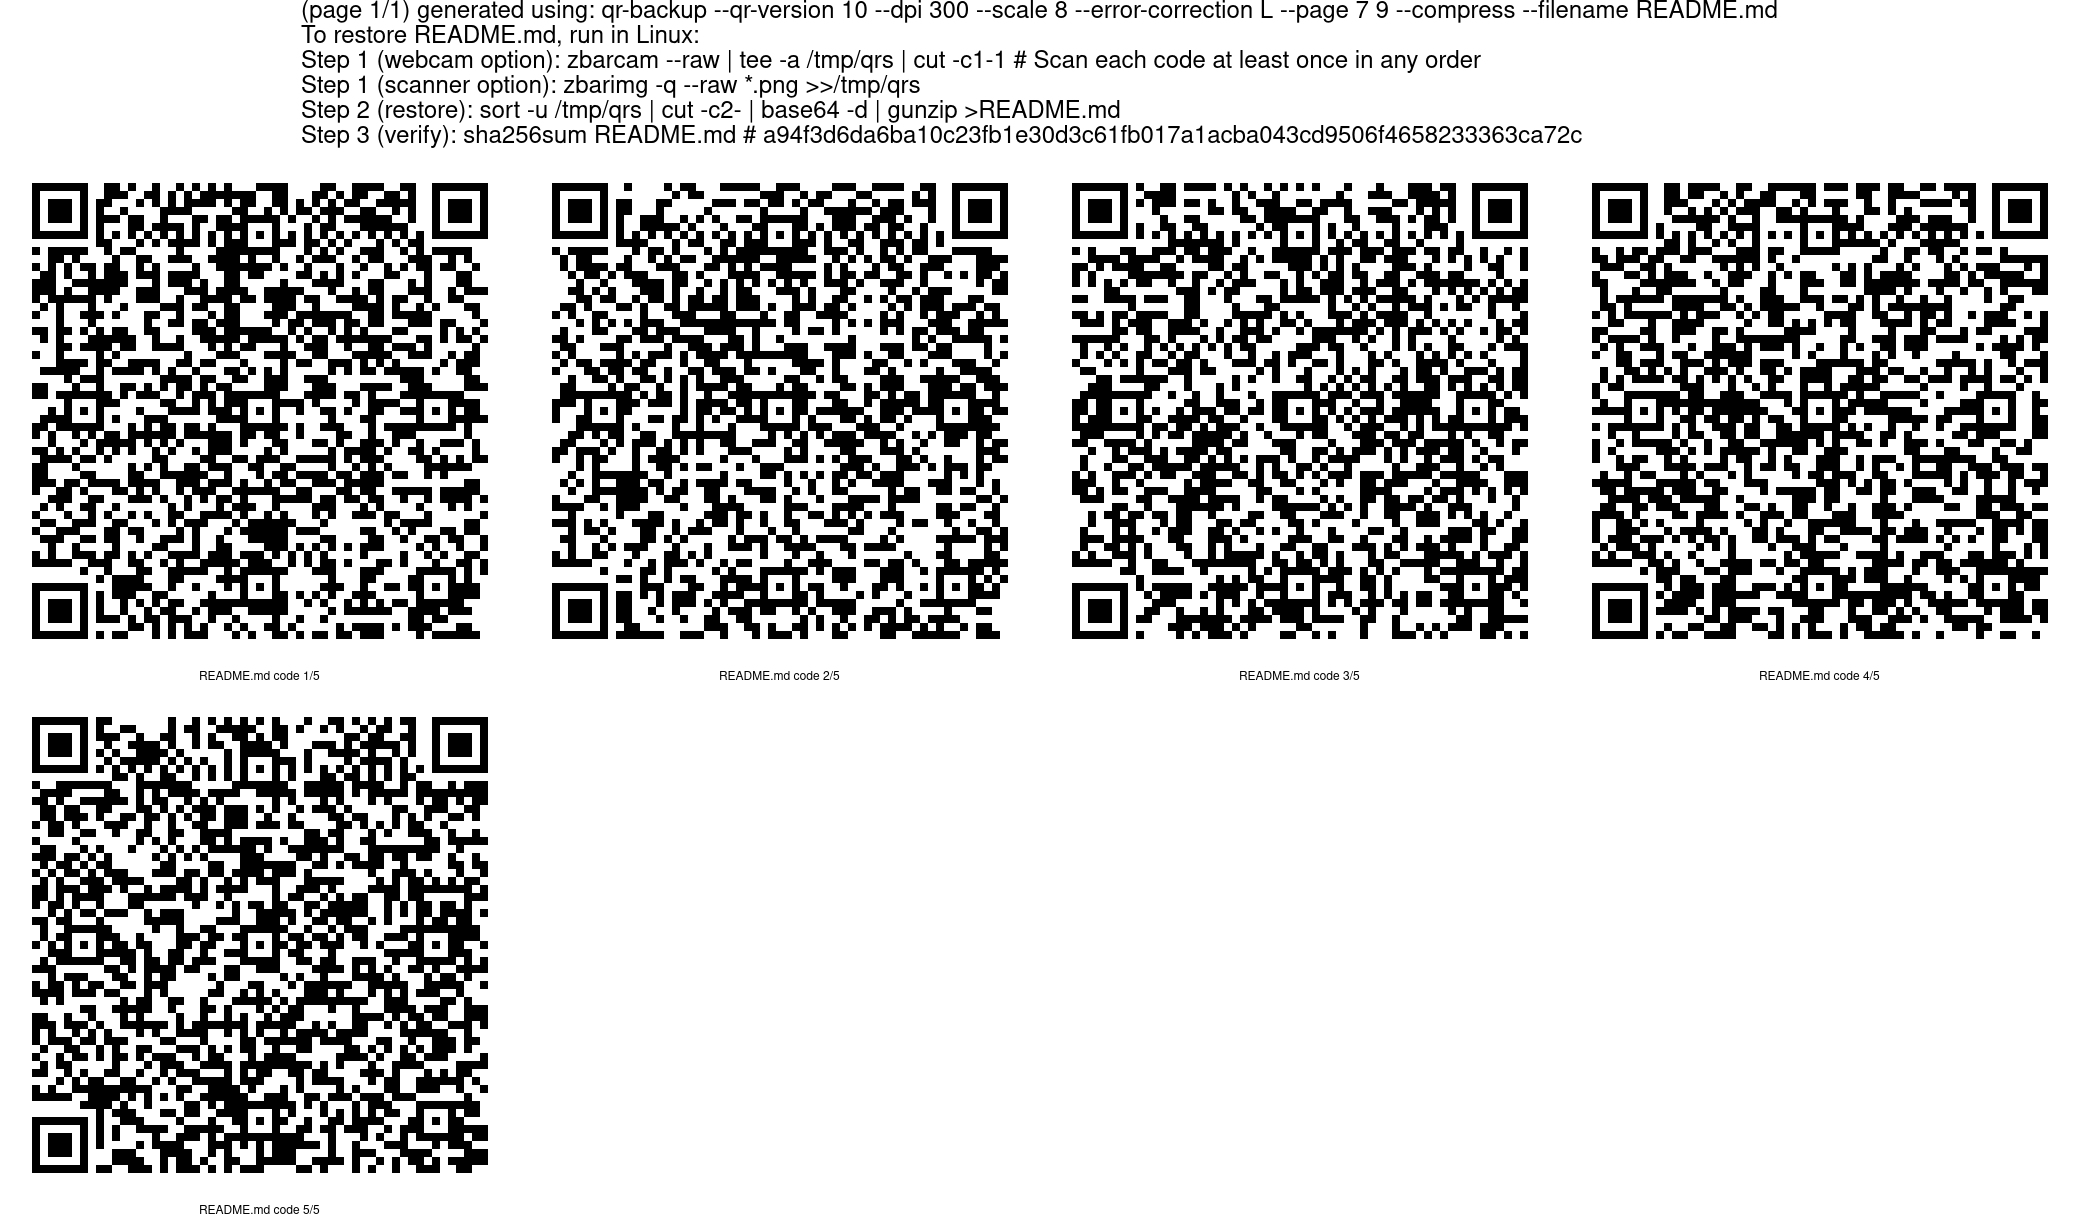 (page 1/1) generated using: qr-backup --qr-version 10 --dpi 300 --scale 8 --error-correction L --page 7 9 --compress --filename README.md
To restore README.md, run in Linux:
Step 1 (webcam option): zbarcam --raw | tee -a /tmp/qrs | cut -c1-1 # Scan each code at least once in any order
Step 1 (scanner option): zbarimg -q --raw *.png >>/tmp/qrs
Step 2 (restore): sort -u /tmp/qrs | cut -c2- | base64 -d | gunzip >README.md
Step 3 (verify): sha256sum README.md # a94f3d6da6ba10c23fb1e30d3c61fb017a1acba043cd9506f4658233363ca72c
README.md code 1/5
README.md code 2/5
README.md code 3/5
README.md code 4/5
README.md code 5/5